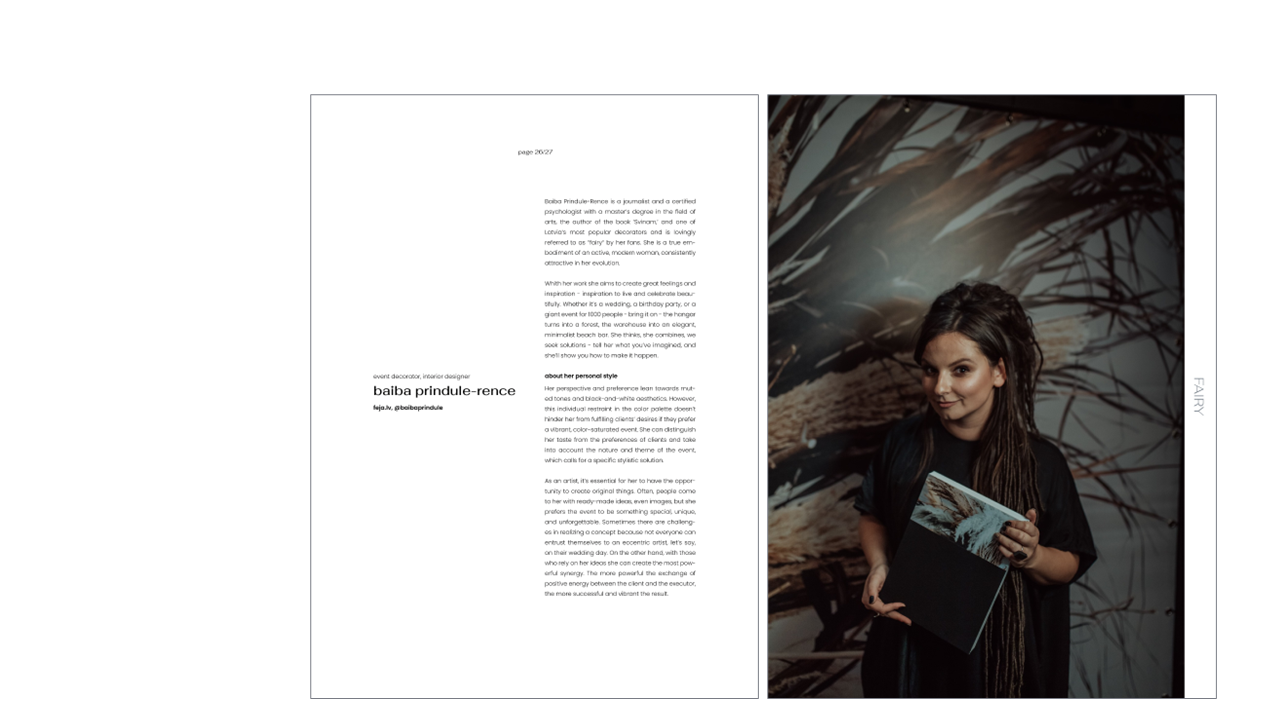 page 26/27
Baiba Prindule-Rence is a journalist and a certified
psychologist with a master's degree in the field of
arts, the author of the book "Svinam," and one of
Latvia's most popular decorators and is lovingly
referred to as "fairy" by her fans. She is a true em-
bodiment of an active, modern woman, consistently
attractive in her evolution.
Whith her work she aims to create great feelings and
inspiration - inspiration to live and celebrate beau-
tifully. Whether it's a wedding, a birthday party, or a
giant event for 1000 people - bring it on - the hangar
turns into a forest, the warehouse into an elegant,
minimalist beach bar. She thinks, she combines, we
seek solutions - tell her what you've imagined, and
she'll show you how to make it happen.
event decorator, interior designer
baiba prindule-rence
feja.lv, @baibaprindule
about her personal style
Her perspective and preference lean towards mut-
ed tones and black-and-white aesthetics. However,
this individual restraint in the color palette doesn't
hinder her from fulfilling clients' desires if they prefer
a vibrant, color-saturated event. She can distinguish
her taste from the preferences of clients and take
into account the nature and theme of the event,
which calls for a specific stylistic solution.
As an artist, it's essential for her to have the oppor-
tunity to create original things. Often, people come
to her with ready-made ideas, even images, but she
prefers the event to be something special, unique,
and unforgettable. Sometimes there are challeng-
es in realizing a concept because not everyone can
entrust themselves to an eccentric artist, let's say,
on their wedding day. On the other hand, with those
who rely on her ideas she can create the most pow-
erful synergy. The more powerful the exchange of
positive energy between the client and the executor,
the more successful and vibrant the result.
FAIRY